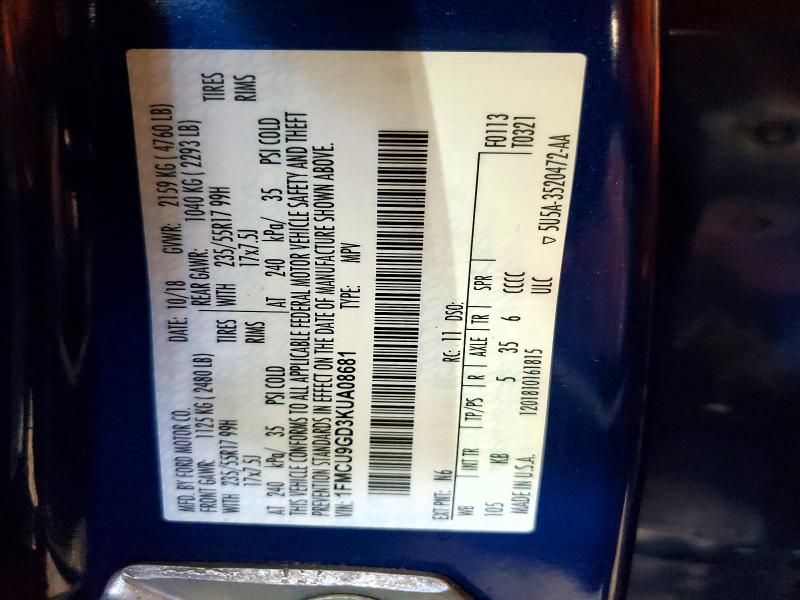 MFD. BY FORD MOTOR CO.
DATE: 10/18 GVWR: 2159 KG (4760 LB)
FRONT GAWR: 1125 KG (2480 LB) REAR GAWR: 1040 KG (2293 LB)
WITH 235/55R17 99H TIRES WITH 235/55R17 99H TIRES
17x7.5J RIMS 17x7.5J RIMS
AT 240 kPa/ 35 PSI COLD AT 240 kPa/ 35 PSI COLD
THIS VEHICLE CONFORMS TO ALL APPLICABLE FEDERAL MOTOR VEHICLE SAFETY AND THEFT
PREVENTION STANDARDS IN EFFECT ON THE DATE OF MANUFACTURE SHOWN ABOVE.
VIN: 1FMCU9GD3KUA08681 TYPE: MPV
EXT PNT: N6 RC: 11 DSO: F0113
WB INT TR TP/PS R AXLE TR SPR T0321
105 KB 5 35 6 CCCC
1201810161815 ULC
MADE IN U.S.A. ▽ 5U5A-3520472-AA